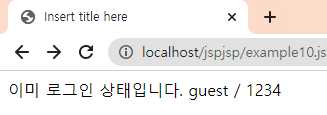 Insert title here
localhost/jspjsp/example10.js
이미 로그인 상태입니다. guest / 1234